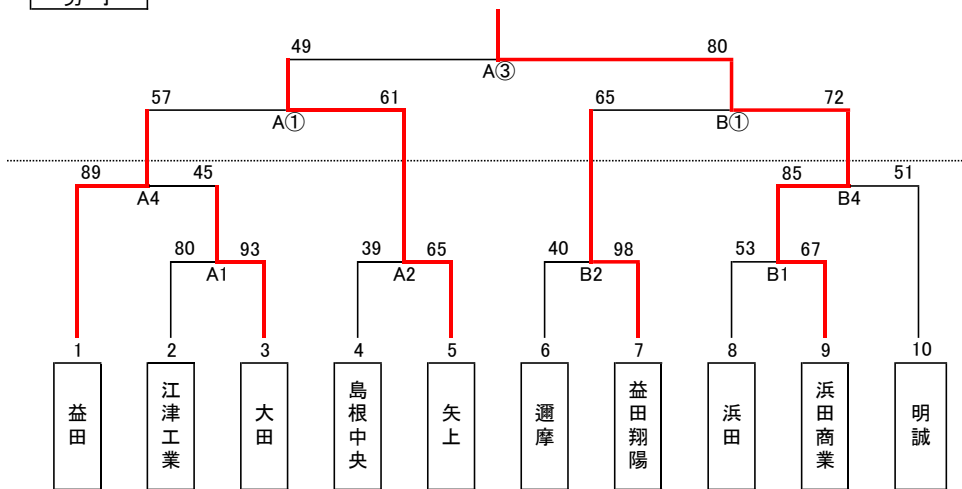 49 80
A③
57 61 65 72
A① B①
89 45 85 51
A4 B4
80 93 39 65 40 98 53 67
A1 A2 B2 B1
1 2 3 4 5 6 7 8 9 10
益田
江津工業
大田
島根中央
矢上
邇摩
益田翔陽
浜田
浜田商業
明誠